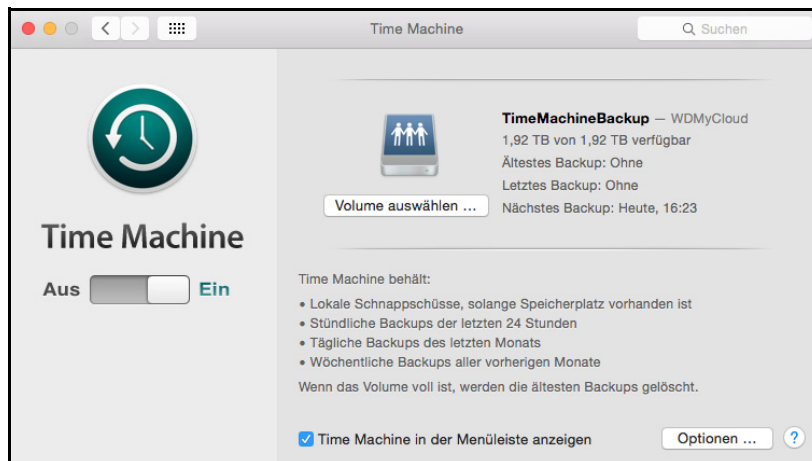 Time Machine
Suchen
Time Machine
Aus Ein
TimeMachineBackup — WDMyCloud
1,92 TB von 1,92 TB verfügbar
Ältestes Backup: Ohne
Letztes Backup: Ohne
Nächstes Backup: Heute, 16:23
Volume auswählen ...
Time Machine behält:
• Lokale Schnappschüsse, solange Speicherplatz vorhanden ist
• Stündliche Backups der letzten 24 Stunden
• Tägliche Backups des letzten Monats
• Wöchentliche Backups aller vorherigen Monate
Wenn das Volume voll ist, werden die ältesten Backups gelöscht.
Time Machine in der Menüleiste anzeigen
Optionen ...
?